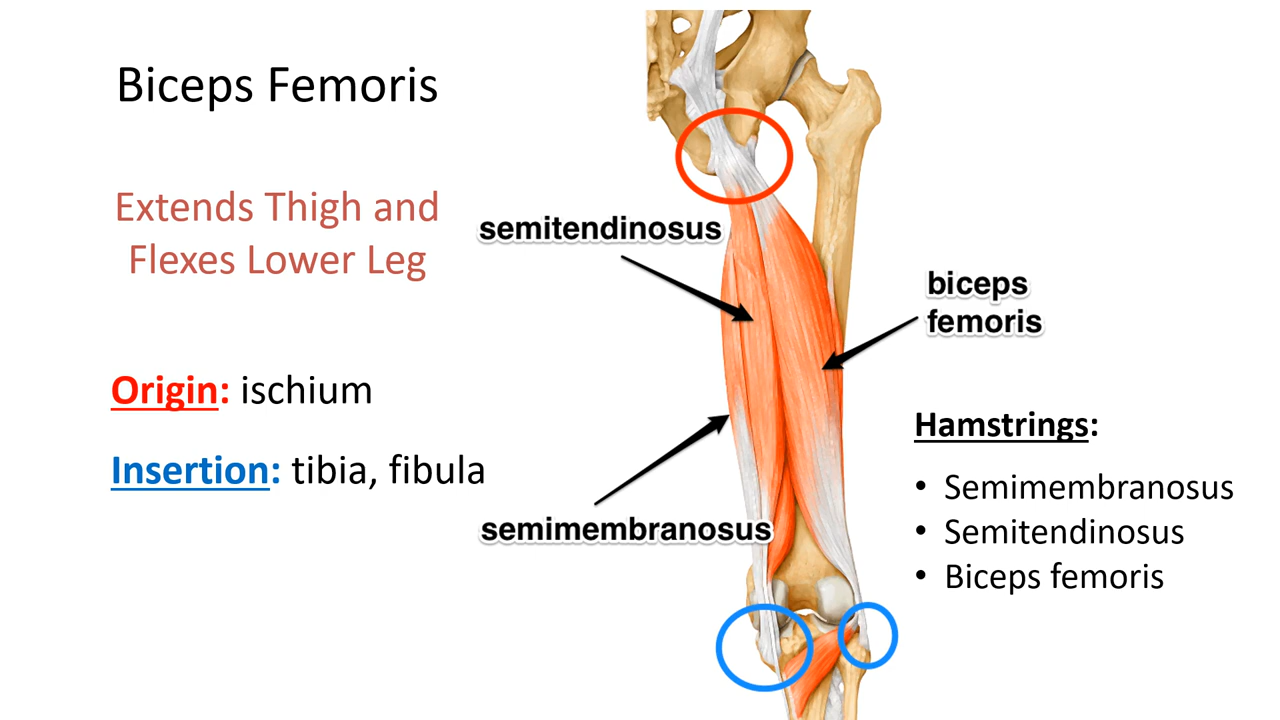 Biceps Femoris
Extends Thigh and
Flexes Lower Leg
Origin: ischium
Insertion: tibia, fibula
semitendinosus
biceps
femoris
semimembranosus
Hamstrings:
• Semimembranosus
• Semitendinosus
• Biceps femoris